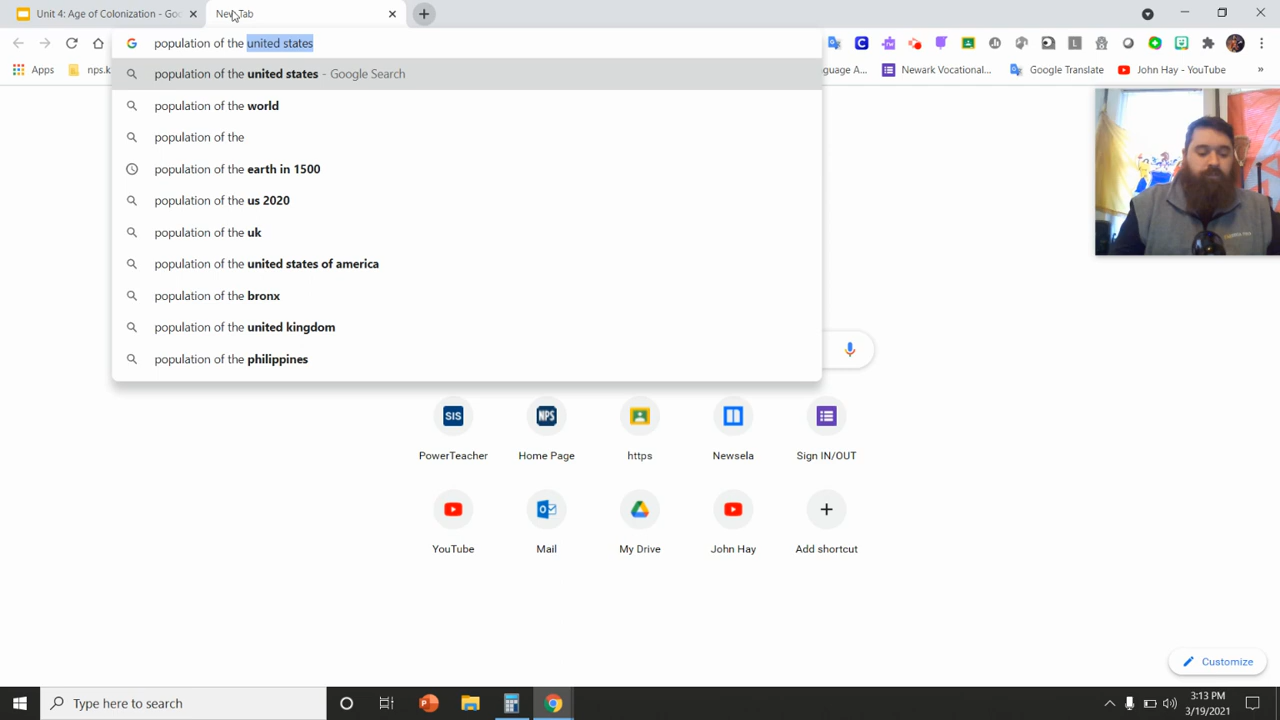 Unit 4: Age of Colonization - Goo
New Tab
population of the united states
Apps
nps.k
guage A...
Newark Vocational...
Google Translate
John Hay - YouTube
»
population of the united states - Google Search
population of the world
population of the
population of the earth in 1500
population of the us 2020
population of the uk
population of the united states of america
population of the bronx
population of the united kingdom
population of the philippines
SIS
NPS
PowerTeacher
Home Page
https
Newsela
Sign IN/OUT
YouTube
Mail
My Drive
John Hay
Add shortcut
Customize
Type here to search
3:13 PM
3/19/2021